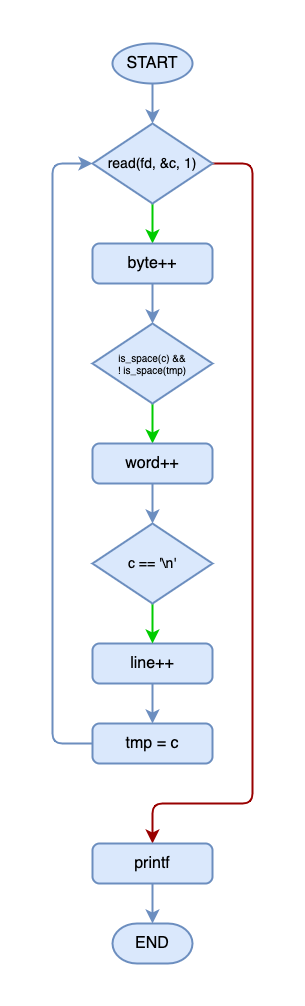 START
read(fd, &c, 1)
byte++
is_space(c) &&
! is_space(tmp)
word++
c == '\n'
line++
tmp = c
printf
END